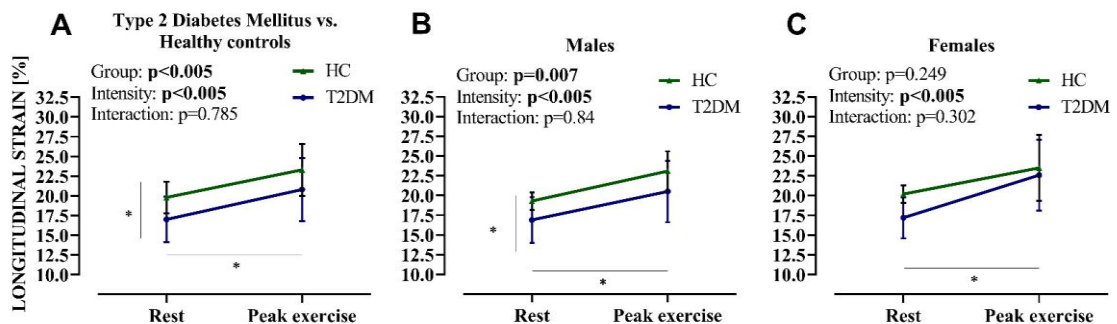 A
Type 2 Diabetes Mellitus vs.
Healthy controls
Group: p<0.005
Intensity: p<0.005
Interaction: p=0.785
HC
T2DM
LONGITUDINAL STRAIN [%]
32.5
30.0
27.5
25.0
22.5
20.0
17.5
15.0
12.5
10.0
*
*
Rest
Peak exercise
B
Males
Group: p=0.007
Intensity: p<0.005
Interaction: p=0.84
HC
T2DM
32.5
30.0
27.5
25.0
22.5
20.0
17.5
15.0
12.5
10.0
*
*
Rest
Peak exercise
C
Females
Group: p=0.249
Intensity: p<0.005
Interaction: p=0.302
HC
T2DM
32.5
30.0
27.5
25.0
22.5
20.0
17.5
15.0
12.5
10.0
*
Rest
Peak exercise